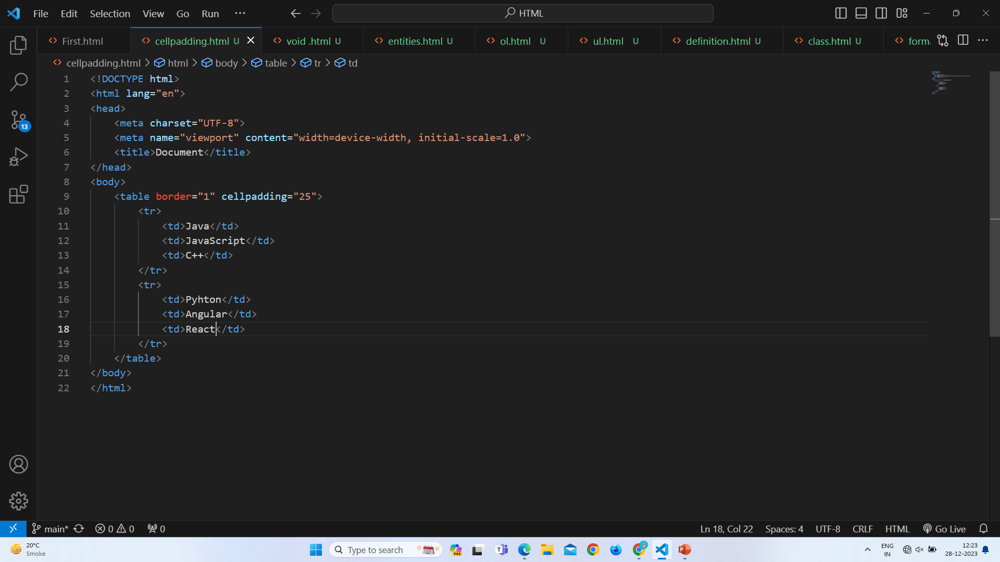 File Edit Selection View Go Run ··· HTML
First.html cellpadding.html U void .html U entities.html U ol.html U ul.html U definition.html U class.html U form
cellpadding.html > html > body > table > tr > td
1 <!DOCTYPE html>
2 <html lang="en">
3 <head>
4 <meta charset="UTF-8">
5 <meta name="viewport" content="width=device-width, initial-scale=1.0">
6 <title>Document</title>
7 </head>
8 <body>
9 <table border="1" cellpadding="25">
10 <tr>
11 <td>Java</td>
12 <td>JavaScript</td>
13 <td>C++</td>
14 </tr>
15 <tr>
16 <td>Pyhton</td>
17 <td>Angular</td>
18 <td>React</td>
19 </tr>
20 </table>
21 </body>
22 </html>
13
main* 0 0 0 Ln 18, Col 22 Spaces: 4 UTF-8 CRLF HTML Go Live
20°C
Smoke
Type to search
PRE
ENG
IN
12:23
28-12-2023